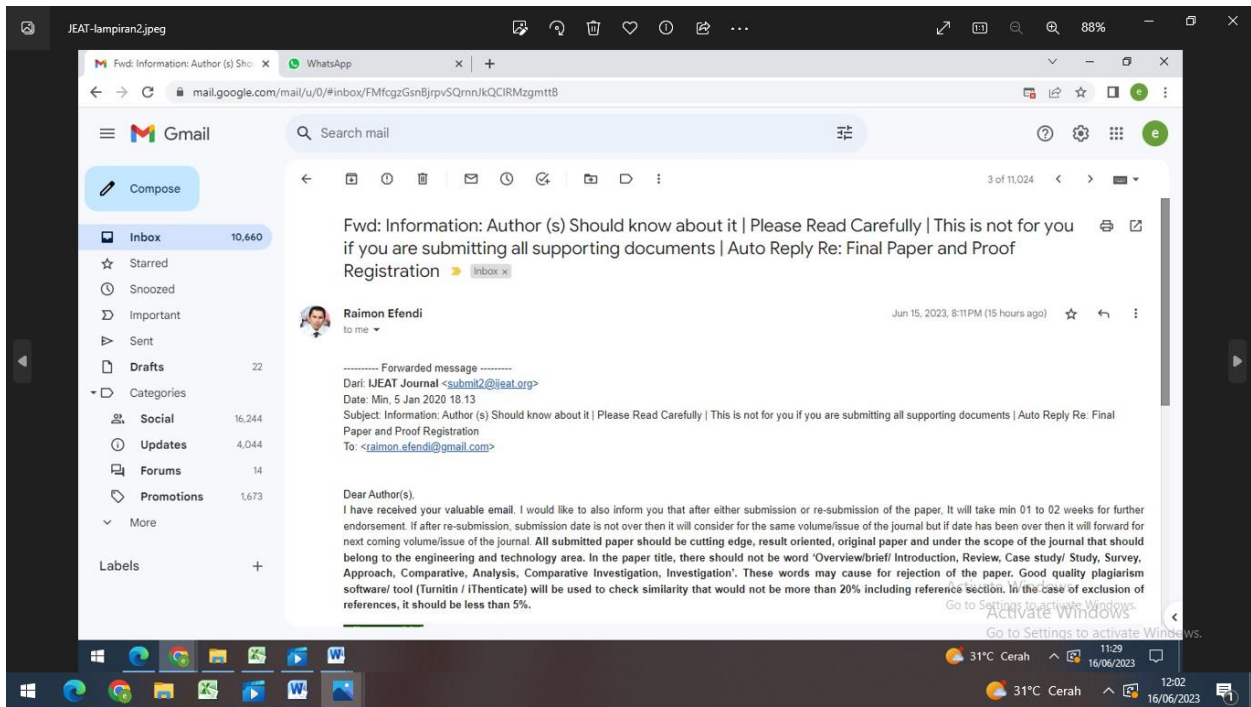 JEAT-lampiran2.jpeg
88%
Fwd: Information: Author (s) Sho
WhatsApp
mail.google.com/mail/u/0/#inbox/FMfcgzGsnBjrpvSQrnnJkQCIRMzgmttB
e
Gmail
Search mail
e
Compose
3 of 11,024
Inbox 10,660
Starred
Snoozed
Important
Sent
Drafts 22
Categories
Social 16,244
Updates 4,044
Forums 14
Promotions 1,673
More
Labels
Fwd: Information: Author (s) Should know about it | Please Read Carefully | This is not for you
if you are submitting all supporting documents | Auto Reply Re: Final Paper and Proof
Registration Inbox x
Raimon Efendi
Jun 15, 2023, 8:11PM (15 hours ago)
to me
---------- Forwarded message ---------
Dari: IJEAT Journal <submit2@ijeat.org>
Date: Min, 5 Jan 2020 18.13
Subject: Information: Author (s) Should know about it | Please Read Carefully | This is not for you if you are submitting all supporting documents | Auto Reply Re: Final
Paper and Proof Registration
To: <raimon.efendi@gmail.com>
Dear Author(s),
I have received your valuable email. I would like to also inform you that after either submission or re-submission of the paper, It will take min 01 to 02 weeks for further
endorsement. If after re-submission, submission date is not over then it will consider for the same volume/issue of the journal but if date has been over then it will forward for
next coming volume/issue of the journal. All submitted paper should be cutting edge, result oriented, original paper and under the scope of the journal that should
belong to the engineering and technology area. In the paper title, there should not be word ‘Overview/brief/ Introduction, Review, Case study/ Study, Survey,
Approach, Comparative, Analysis, Comparative Investigation, Investigation’. These words may cause for rejection of the paper. Good quality plagiarism
software/ tool (Turnitin / iThenticate) will be used to check similarity that would not be more than 20% including reference section. In the case of exclusion of
references, it should be less than 5%.
Activate Windows
Go to Settings to activate Windows.
Activate Windows
Go to Settings to activate Windows.
31°C Cerah
11:29
16/06/2023
31°C Cerah
12:02
16/06/2023
1